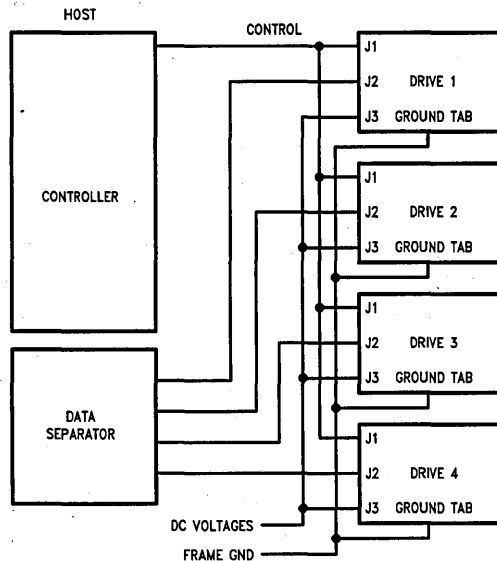 HOST
CONTROL
CONTROLLER
DATA
SEPARATOR
J1
J2 DRIVE 1
J3 GROUND TAB
J1
J2 DRIVE 2
J3 GROUND TAB
J1
J2 DRIVE 3
J3 GROUND TAB
J1
J2 DRIVE 4
J3 GROUND TAB
DC VOLTAGES
FRAME GND